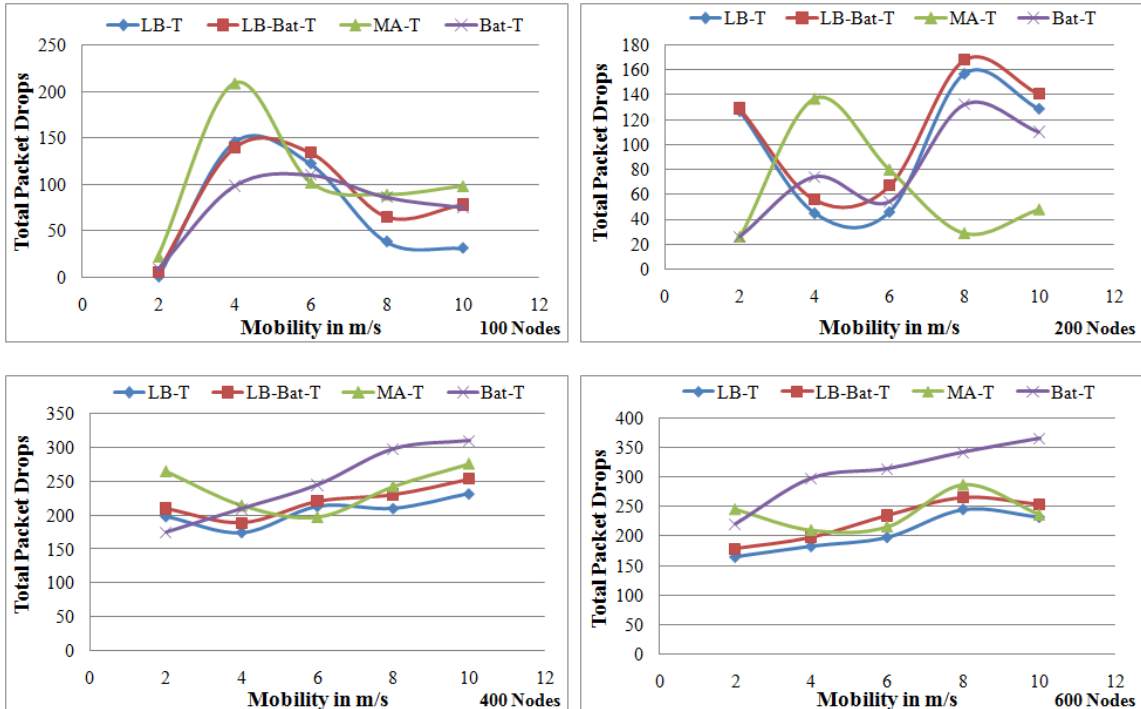 LB-T LB-Bat-T MA-T Bat-T
250
200
150
100
50
0
Total Packet Drops
0 2 4 6 8 10 12
Mobility in m/s
100 Nodes
LB-T LB-Bat-T MA-T Bat-T
180
160
140
120
100
80
60
40
20
0
Total Packet Drops
0 2 4 6 8 10 12
Mobility in m/s
200 Nodes
LB-T LB-Bat-T MA-T Bat-T
350
300
250
200
150
100
50
0
Total Packet Drops
0 2 4 6 8 10 12
Mobility in m/s
400 Nodes
LB-T LB-Bat-T MA-T Bat-T
400
350
300
250
200
150
100
50
0
Total Packet Drops
0 2 4 6 8 10 12
Mobility in m/s
600 Nodes